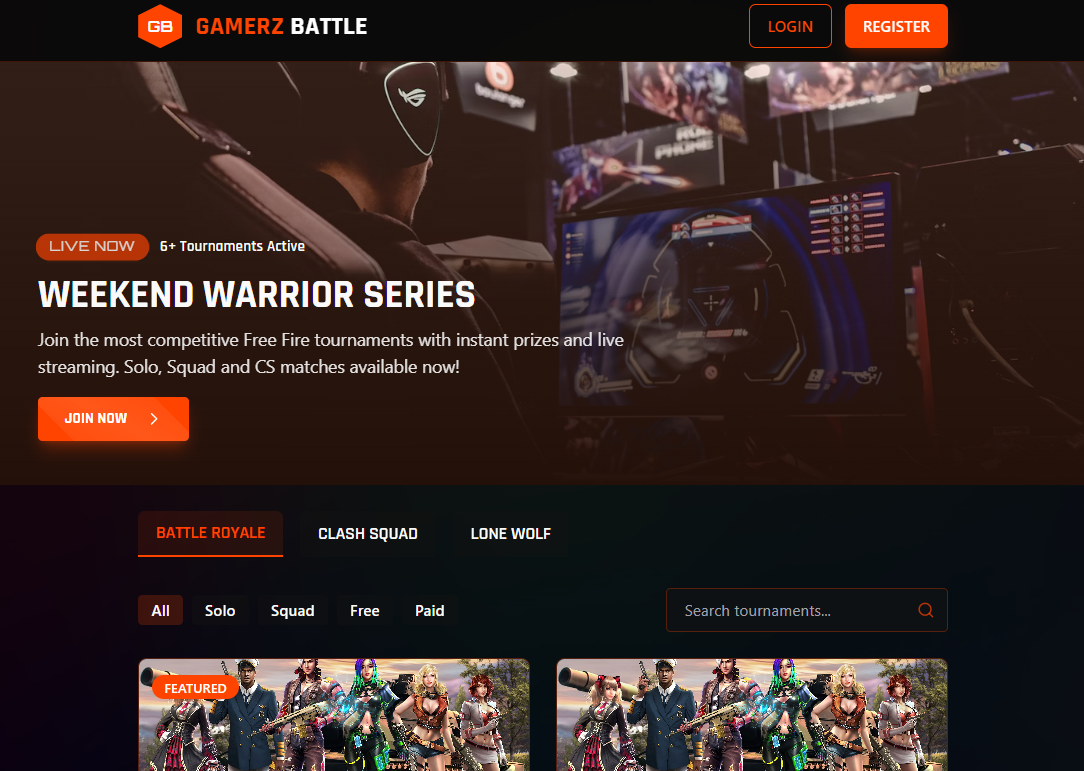 GB
GAMERZ BATTLE
LOGIN
REGISTER
LIVE NOW
6+ Tournaments Active
WEEKEND WARRIOR SERIES
Join the most competitive Free Fire tournaments with instant prizes and live
streaming. Solo, Squad and CS matches available now!
JOIN NOW
BATTLE ROYALE
CLASH SQUAD
LONE WOLF
All
Solo
Squad
Free
Paid
Search tournaments...
FEATURED